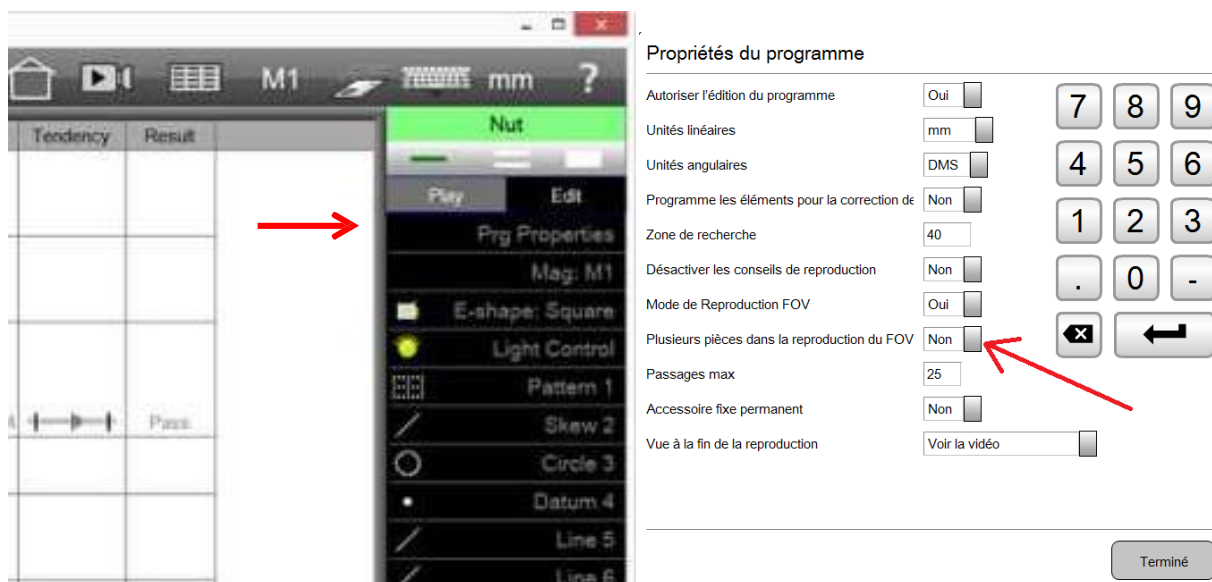 M1
mm
?
Tendency
Result
Nut
Play
Edit
Prg Properties
Mag: M1
E-shape: Square
Light Control
Pattern 1
Skew 2
Circle 3
Datum 4
Line 5
Line 6
Pass
Propriétés du programme
Autoriser l'édition du programme Oui
Unités linéaires mm
Unités angulaires DMS
Programme les éléments pour la correction de Non
Zone de recherche 40
Désactiver les conseils de reproduction Non
Mode de Reproduction FOV Oui
Plusieurs pièces dans la reproduction du FOV Non
Passages max 25
Accessoire fixe permanent Non
Vue à la fin de la reproduction Voir la vidéo
7 8 9
4 5 6
1 2 3
. 0 -
Terminé